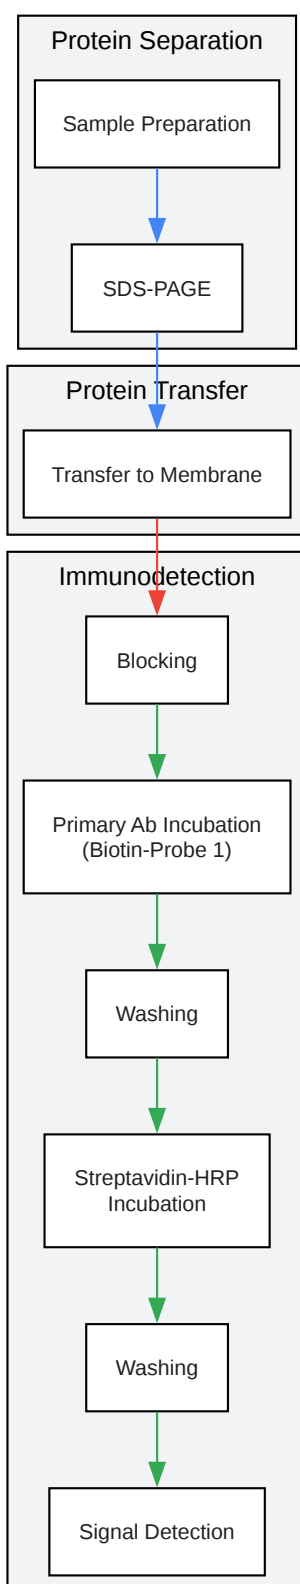 Protein Separation
Sample Preparation
SDS-PAGE
Protein Transfer
Transfer to Membrane
Immunodetection
Blocking
Primary Ab Incubation
(Biotin-Probe 1)
Washing
Streptavidin-HRP
Incubation
Washing
Signal Detection